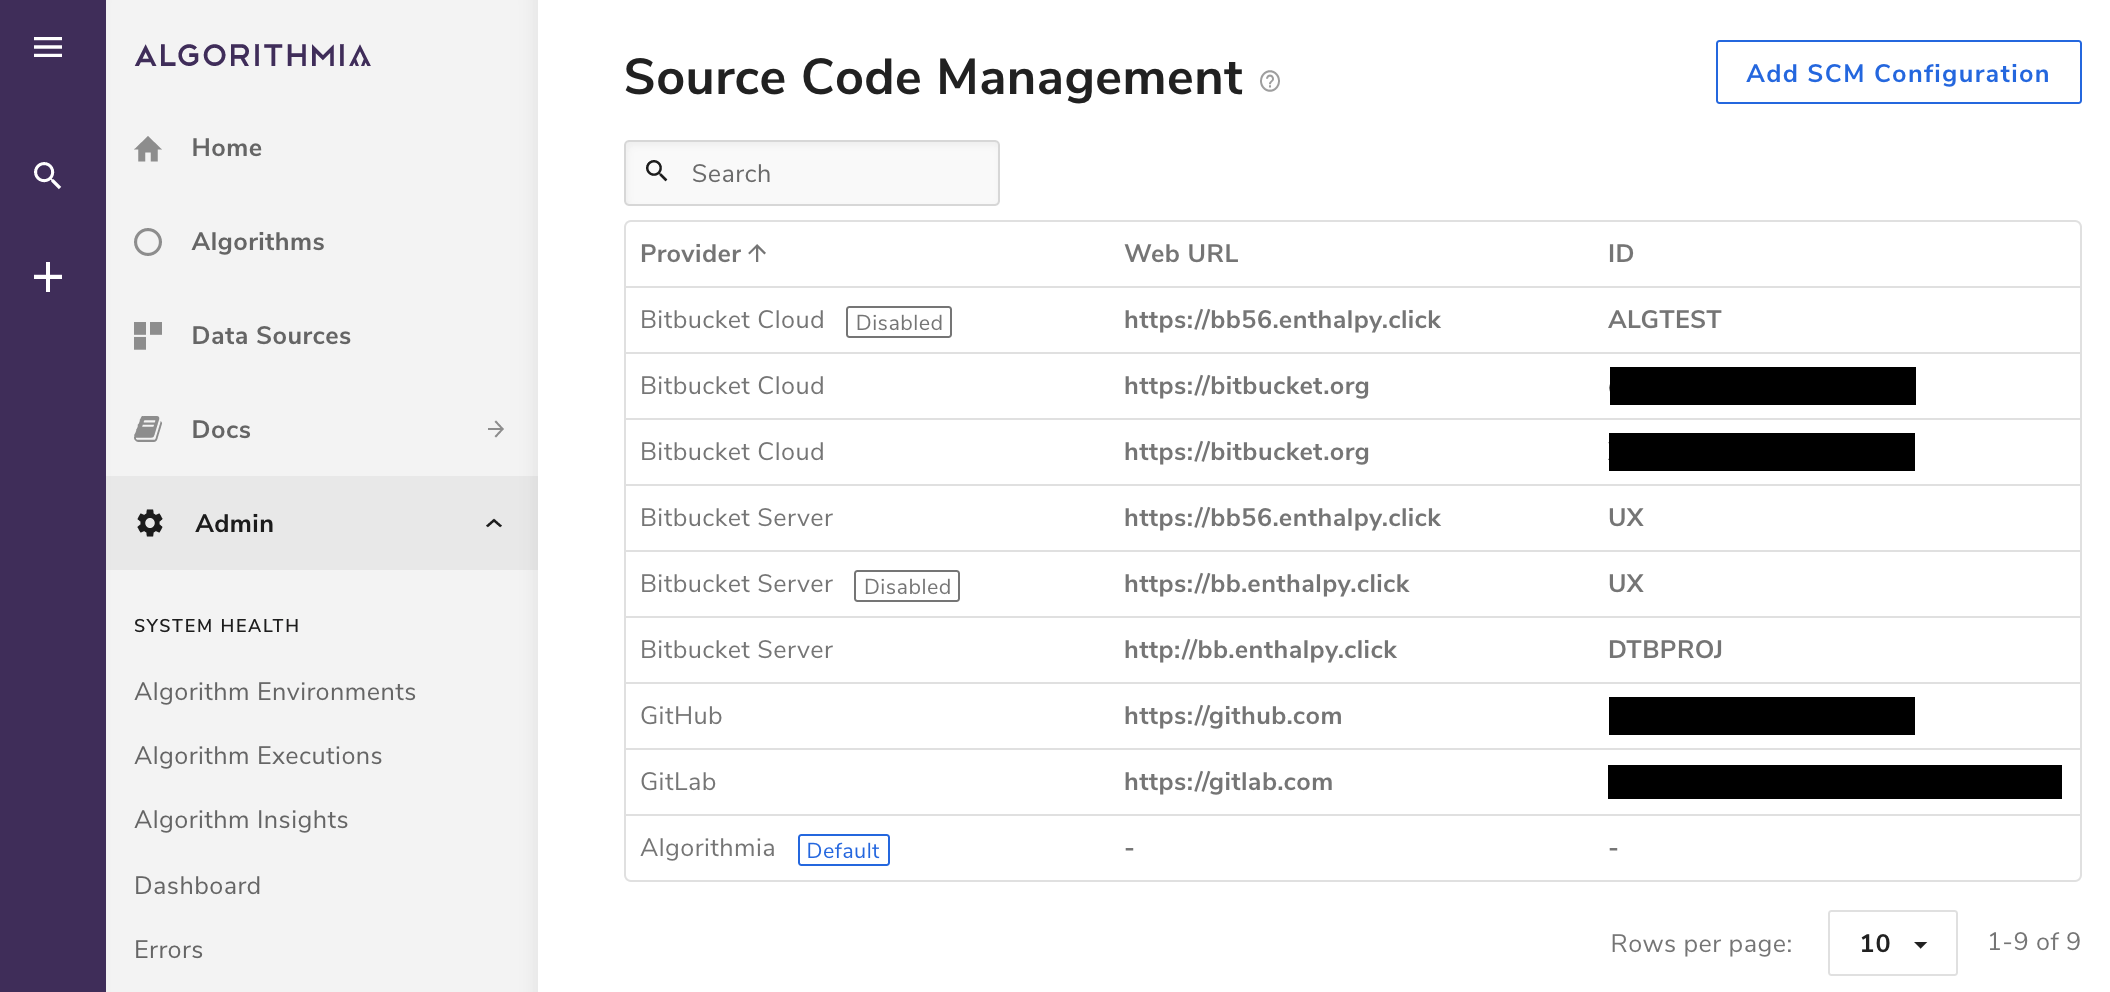 ALGORITHMIA
Home
Algorithms
Data Sources
Docs
Admin
SYSTEM HEALTH
Algorithm Environments
Algorithm Executions
Algorithm Insights
Dashboard
Errors
Source Code Management
Add SCM Configuration
Search
Provider Web URL ID
Bitbucket Cloud Disabled https://bb56.enthalpy.click ALGTEST
Bitbucket Cloud https://bitbucket.org
Bitbucket Cloud https://bitbucket.org
Bitbucket Server https://bb56.enthalpy.click UX
Bitbucket Server Disabled https://bb.enthalpy.click UX
Bitbucket Server http://bb.enthalpy.click DTBPROJ
GitHub https://github.com
GitLab https://gitlab.com
Algorithmia Default - -
Rows per page: 10 1-9 of 9